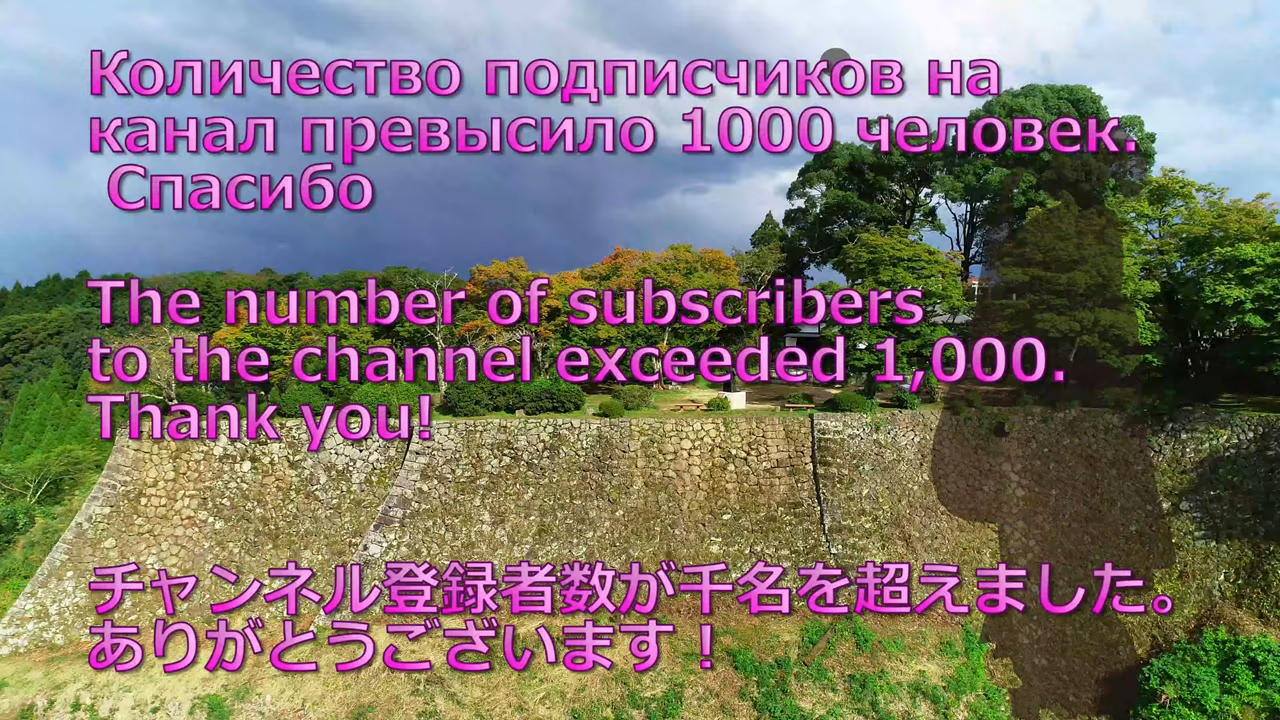 Количество подписчиков на
канал превысило 1000 человек.
Спасибо
The number of subscribers
to the channel exceeded 1,000.
Thank you!
チャンネル登録者数が千名を超えました。
ありがとうございます！